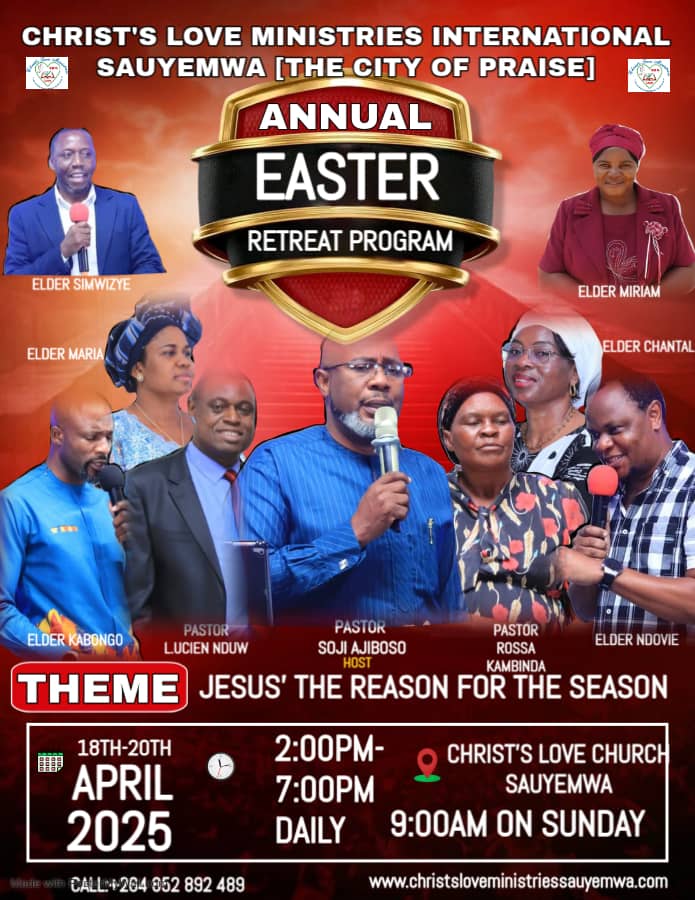 CHRIST'S LOVE MINISTRIES INTERNATIONAL
SAUYEMWA [THE CITY OF PRAISE]
ANNUAL
EASTER
RETREAT PROGRAM
ELDER SIMWIZYE
ELDER MIRIAM
ELDER MARIA
ELDER CHANTAL
ELDER KABONGO
PASTOR
LUCIEN NDUW
PASTOR
SOJI AJIBOSO
HOST
PASTOR
ROSSA
KAMBINDA
ELDER NDOVIE
THEME JESUS' THE REASON FOR THE SEASON
18TH-20TH
APRIL
2025
2:00PM-
7:00PM
DAILY
CHRIST'S LOVE CHURCH
SAUYEMWA
9:00AM ON SUNDAY
Made with
CALL:+264 852 892 489
www.christsloveministriessauyemwa.com